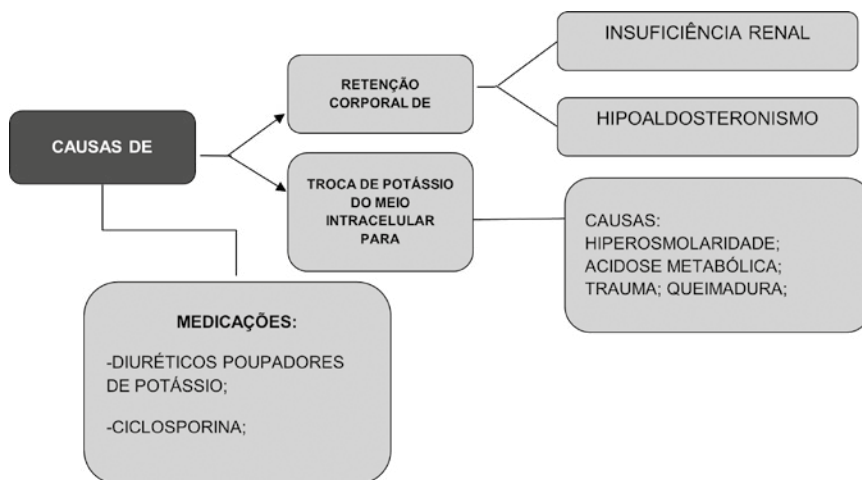 CAUSAS DE
RETENÇÃO
CORPORAL DE
INSUFICIÊNCIA RENAL
HIPOALDOSTERONISMO
TROCA DE POTÁSSIO
DO MEIO
INTRACELULAR
PARA
CAUSAS:
HIPEROSMOLARIDADE;
ACIDOSE METABÓLICA;
TRAUMA; QUEIMADURA;
MEDICAÇÕES:
-DIURÉTICOS POUPADORES
DE POTÁSSIO;
-CICLOSPORINA;